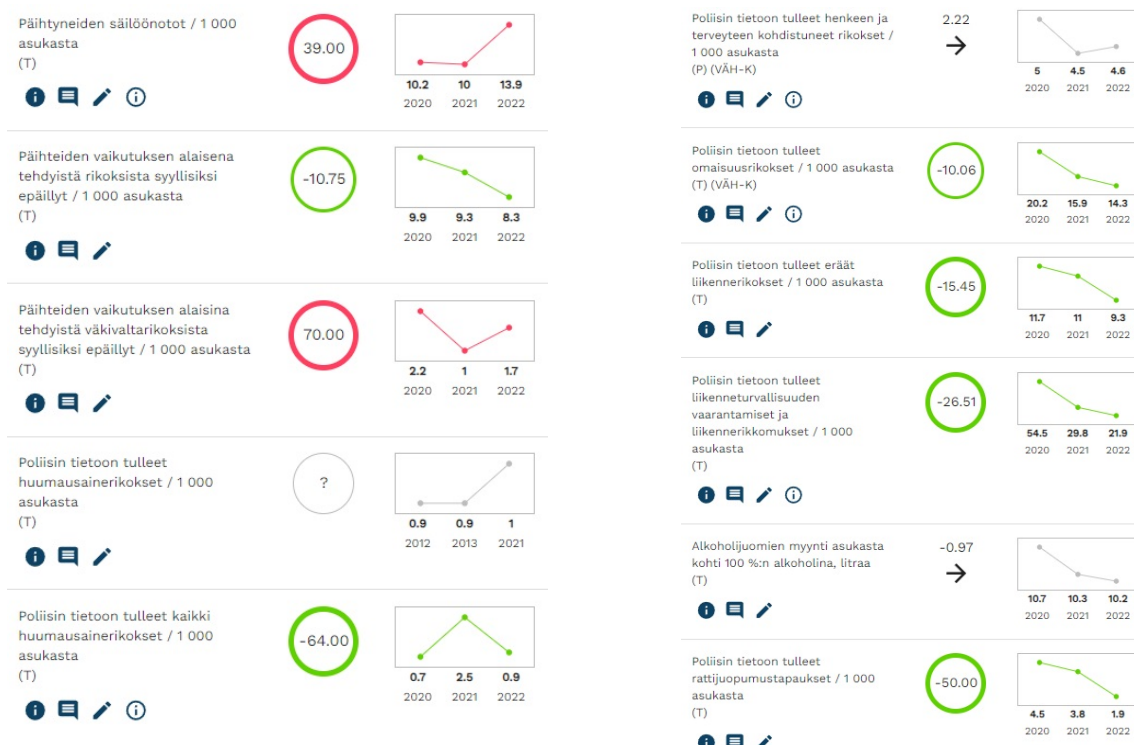 Päihtyneiden säilöönotot / 1 000
asukasta
(T)
39.00
10.2 10 13.9
2020 2021 2022
Päihteiden vaikutuksen alaisena
tehdyistä rikoksista syyllisiksi
epäillyt / 1 000 asukasta
(T)
-10.75
9.9 9.3 8.3
2020 2021 2022
Päihteiden vaikutuksen alaisina
tehdyistä väkivaltarikoksista
syyllisiksi epäillyt / 1 000 asukasta
(T)
70.00
2.2 1 1.7
2020 2021 2022
Poliisin tietoon tulleet
huumausainerikokset / 1 000
asukasta
(T)
?
0.9 0.9 1
2012 2013 2021
Poliisin tietoon tulleet kaikki
huumausainerikokset / 1 000
asukasta
(T)
-64.00
0.7 2.5 0.9
2020 2021 2022
Poliisin tietoon tulleet henkeen ja
terveyteen kohdistuneet rikokset /
1 000 asukasta
(P) (VÄH-K)
2.22
5 4.5 4.6
2020 2021 2022
Poliisin tietoon tulleet
omaisuusrikokset / 1 000 asukasta
(T) (VÄH-K)
-10.06
20.2 15.9 14.3
2020 2021 2022
Poliisin tietoon tulleet eräät
liikennerikokset / 1 000 asukasta
(T)
-15.45
11.7 11 9.3
2020 2021 2022
Poliisin tietoon tulleet
liikenneturvallisuuden
vaarantamiset ja
liikennerikkomukset / 1 000
asukasta
(T)
-26.51
54.5 29.8 21.9
2020 2021 2022
Alkoholijuomien myynti asukasta
kohti 100 %:n alkoholina, litraa
(T)
-0.97
10.7 10.3 10.2
2020 2021 2022
Poliisin tietoon tulleet
rattijuopumustapaukset / 1 000
asukasta
(T)
-50.00
4.5 3.8 1.9
2020 2021 2022